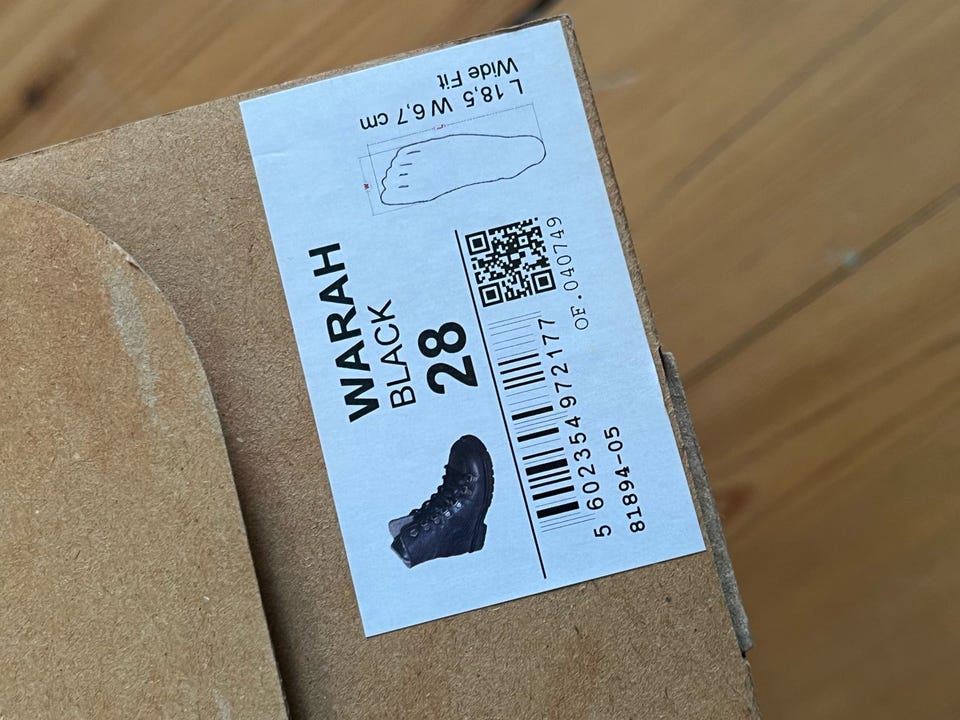 WARAH
BLACK
28
5 602354 972177
OF.040749
81894-05
L 18,5 W 6,7 cm
Wide Fit
L
W